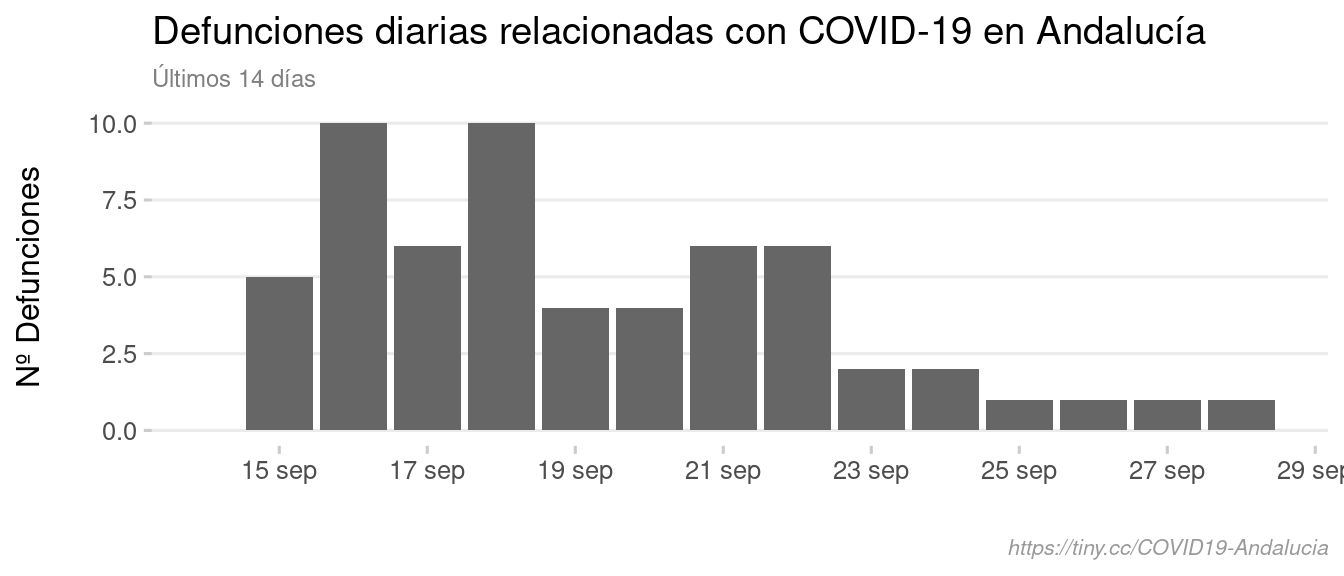 Defunciones diarias relacionadas con COVID-19 en Andalucía
Últimos 14 días
Nº Defunciones
10.0
7.5
5.0
2.5
0.0
15 sep 17 sep 19 sep 21 sep 23 sep 25 sep 27 sep 29 sep
https://tiny.cc/COVID19-Andalucia